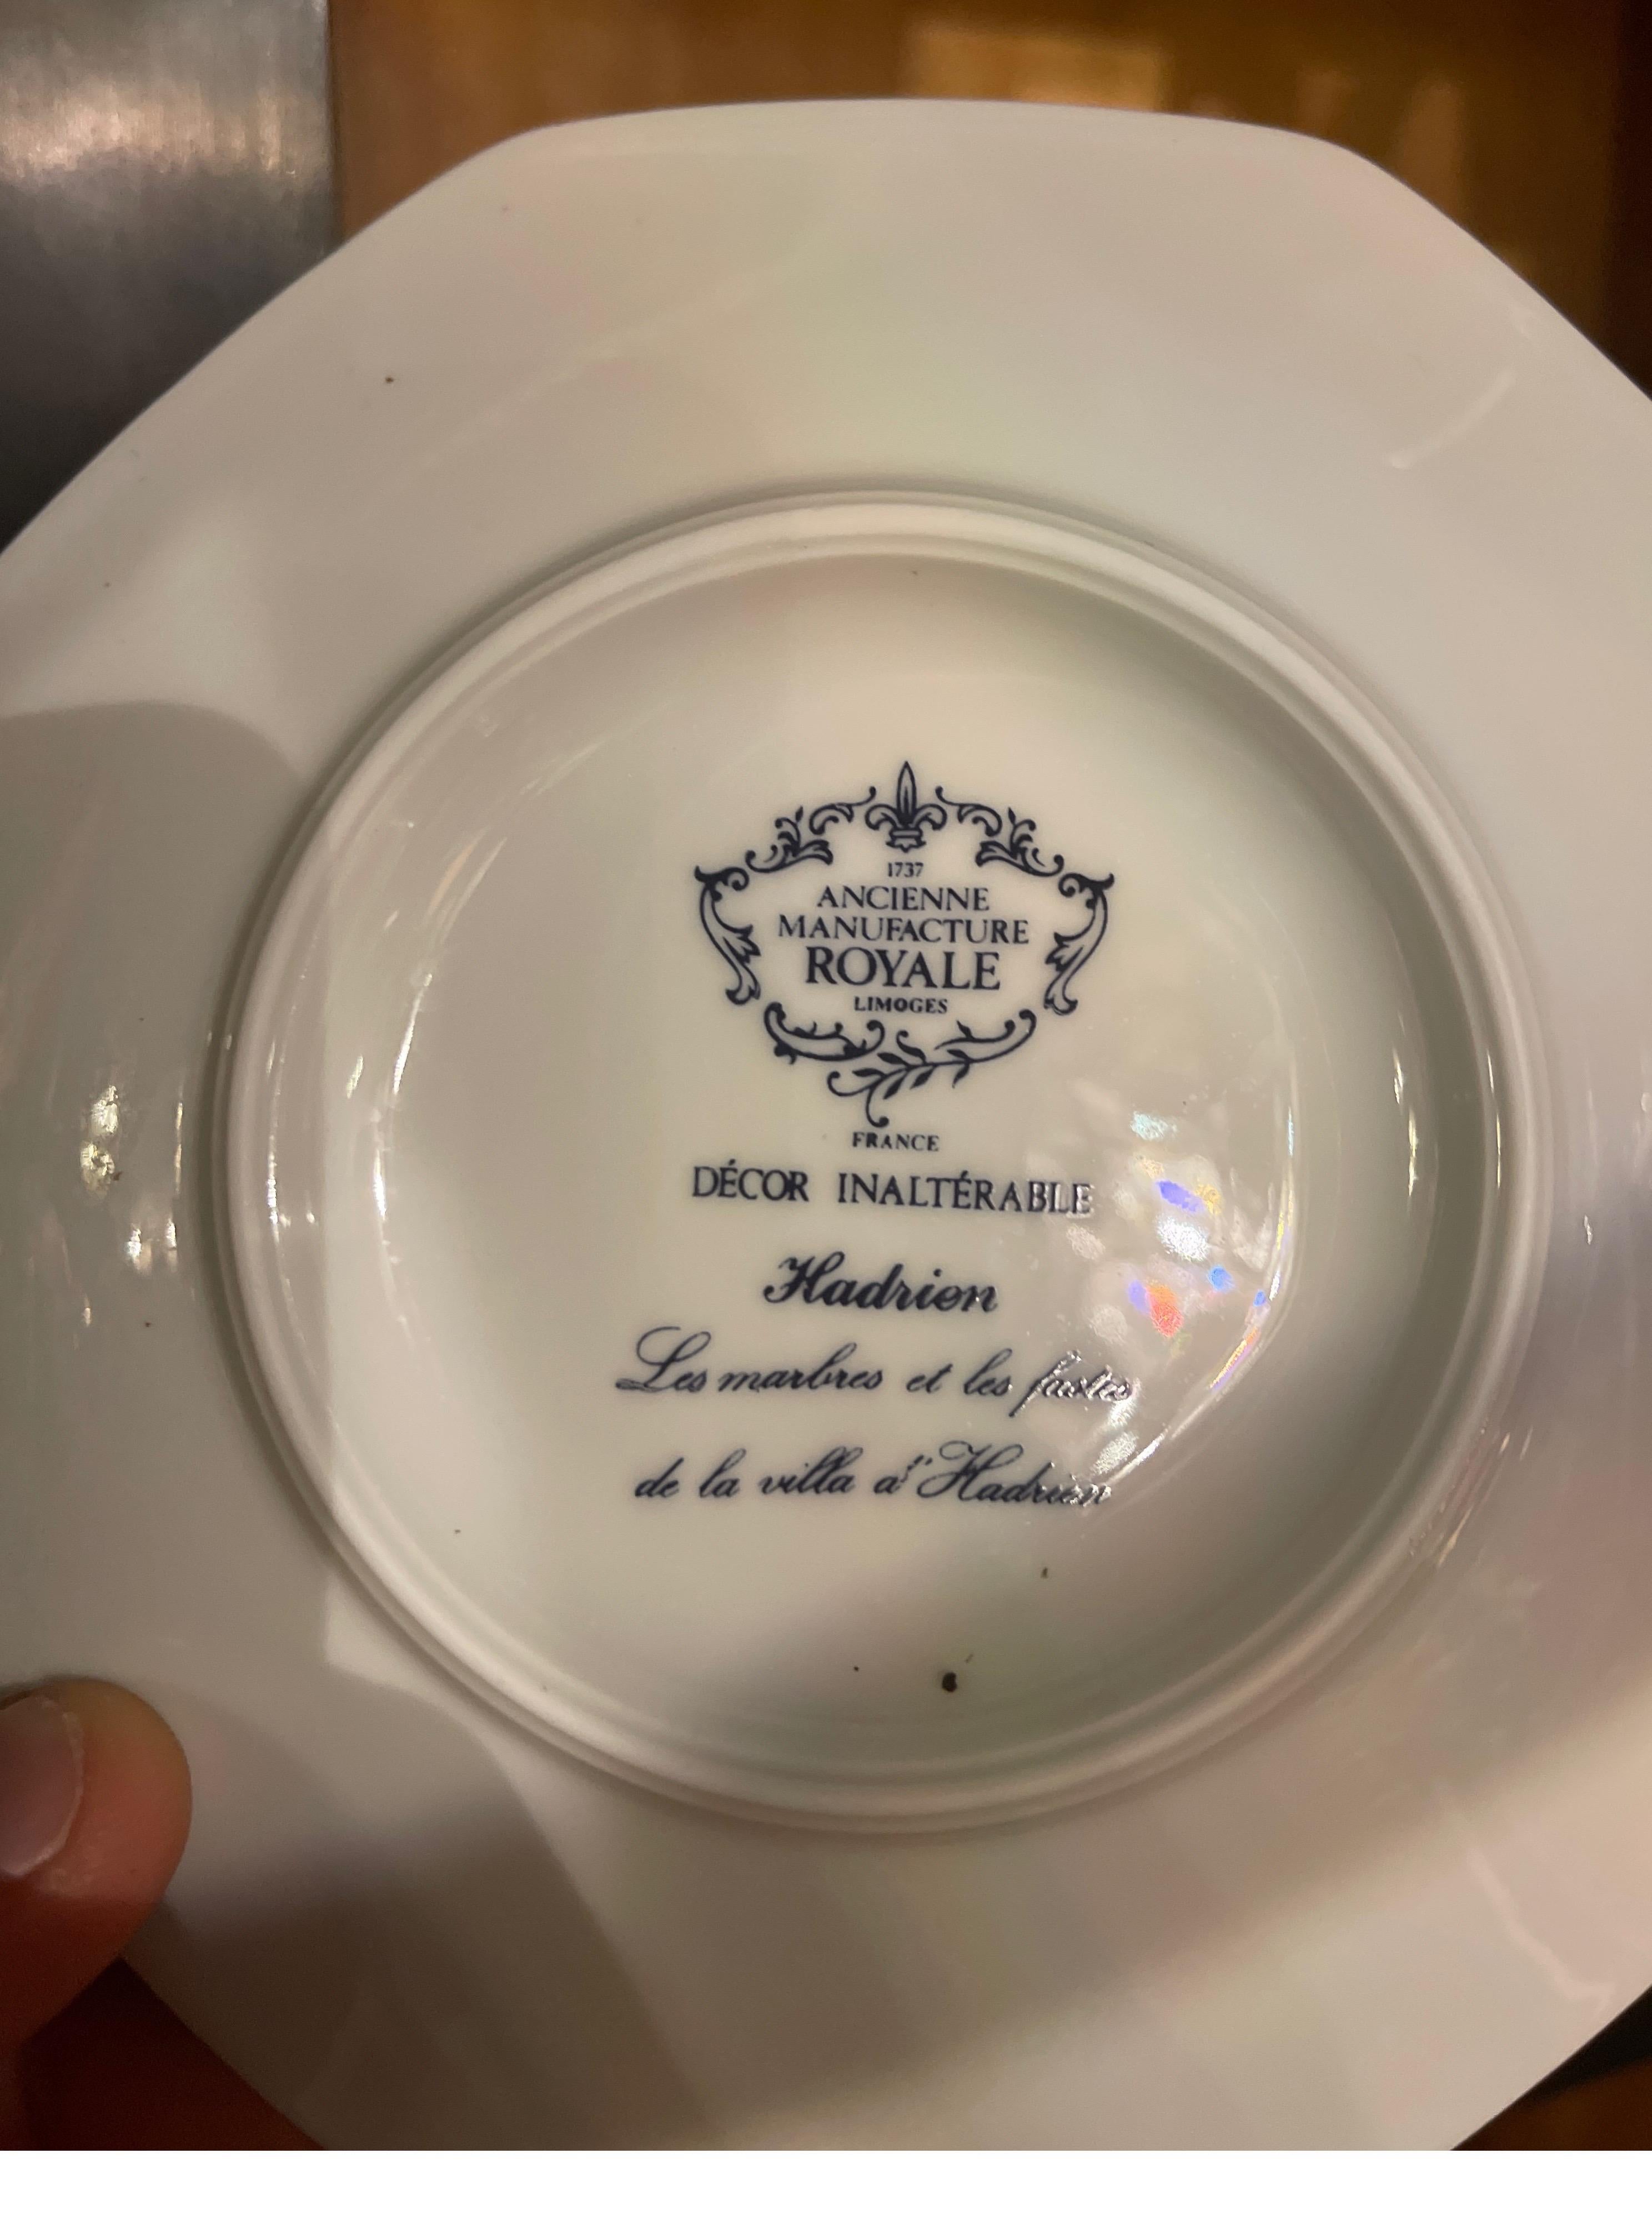 1737
ANCIENNE
MANUFACTURE
ROYALE
LIMOGES
FRANCE
DÉCOR INALTÉRABLE
Hadrien
Les marbres et les fastes
de la villa d'Hadrien